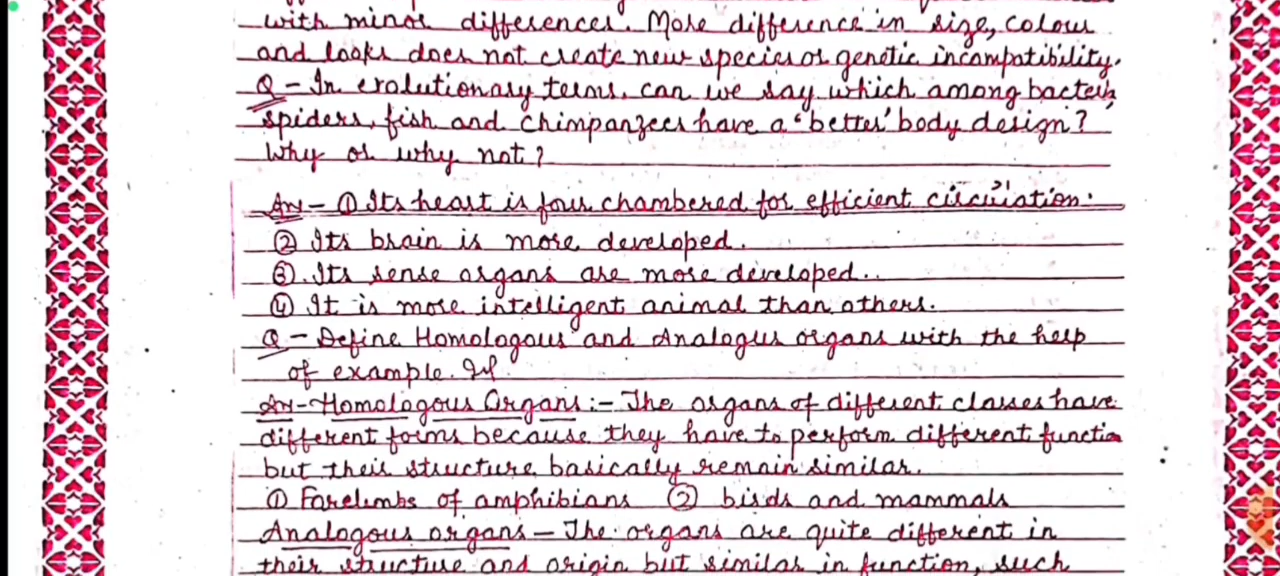 with minor differences. More difference in size, colour
and looks does not create new species or genetic incompatibility.
Q - In evolutionary terms, can we say which among bacteria,
spiders, fish and chimpanzees have a 'better' body design?
Why or why not?
An - ① Its heart is four chambered for efficient circulation.
② Its brain is more developed.
③. Its sense organs are more developed..
④ It is more intelligent animal than others.
Q - Define Homologous and Analogus organs with the help
of example.
An - Homologous Organs :- The organs of different classes have
different forms because they have to perform different function
but their structure basically remain similar.
① Forelimbs of amphibians ② birds and mammals
Analogous organs - The organs are quite different in
their structure and origin but similar in function, such